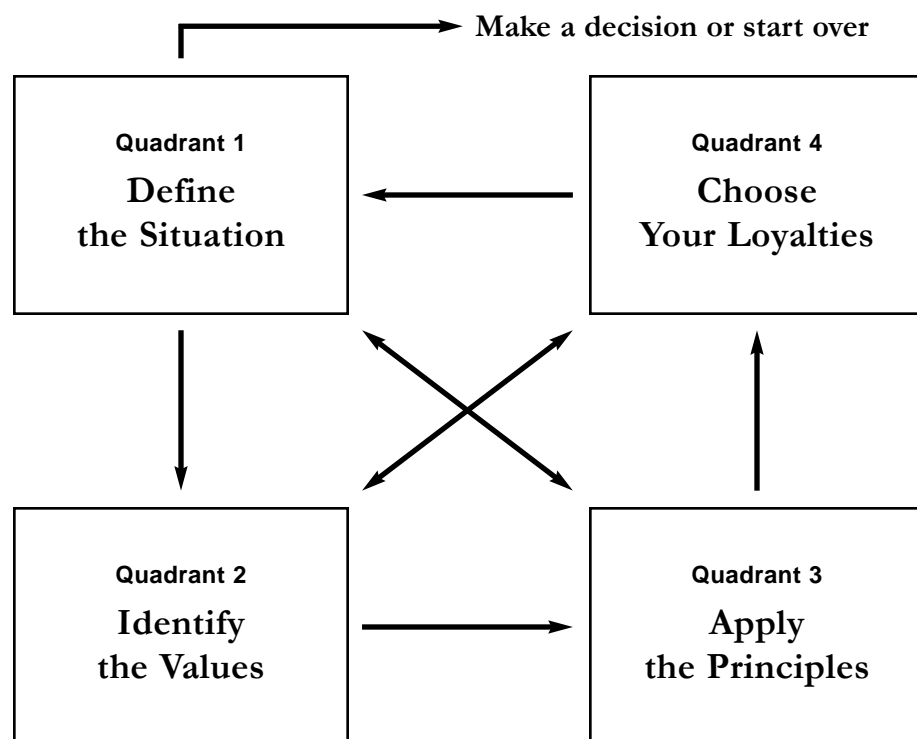 Make a decision or start over
Quadrant 1
Define
the Situation
Quadrant 4
Choose
Your Loyalties
Quadrant 2
Identify
the Values
Quadrant 3
Apply
the Principles